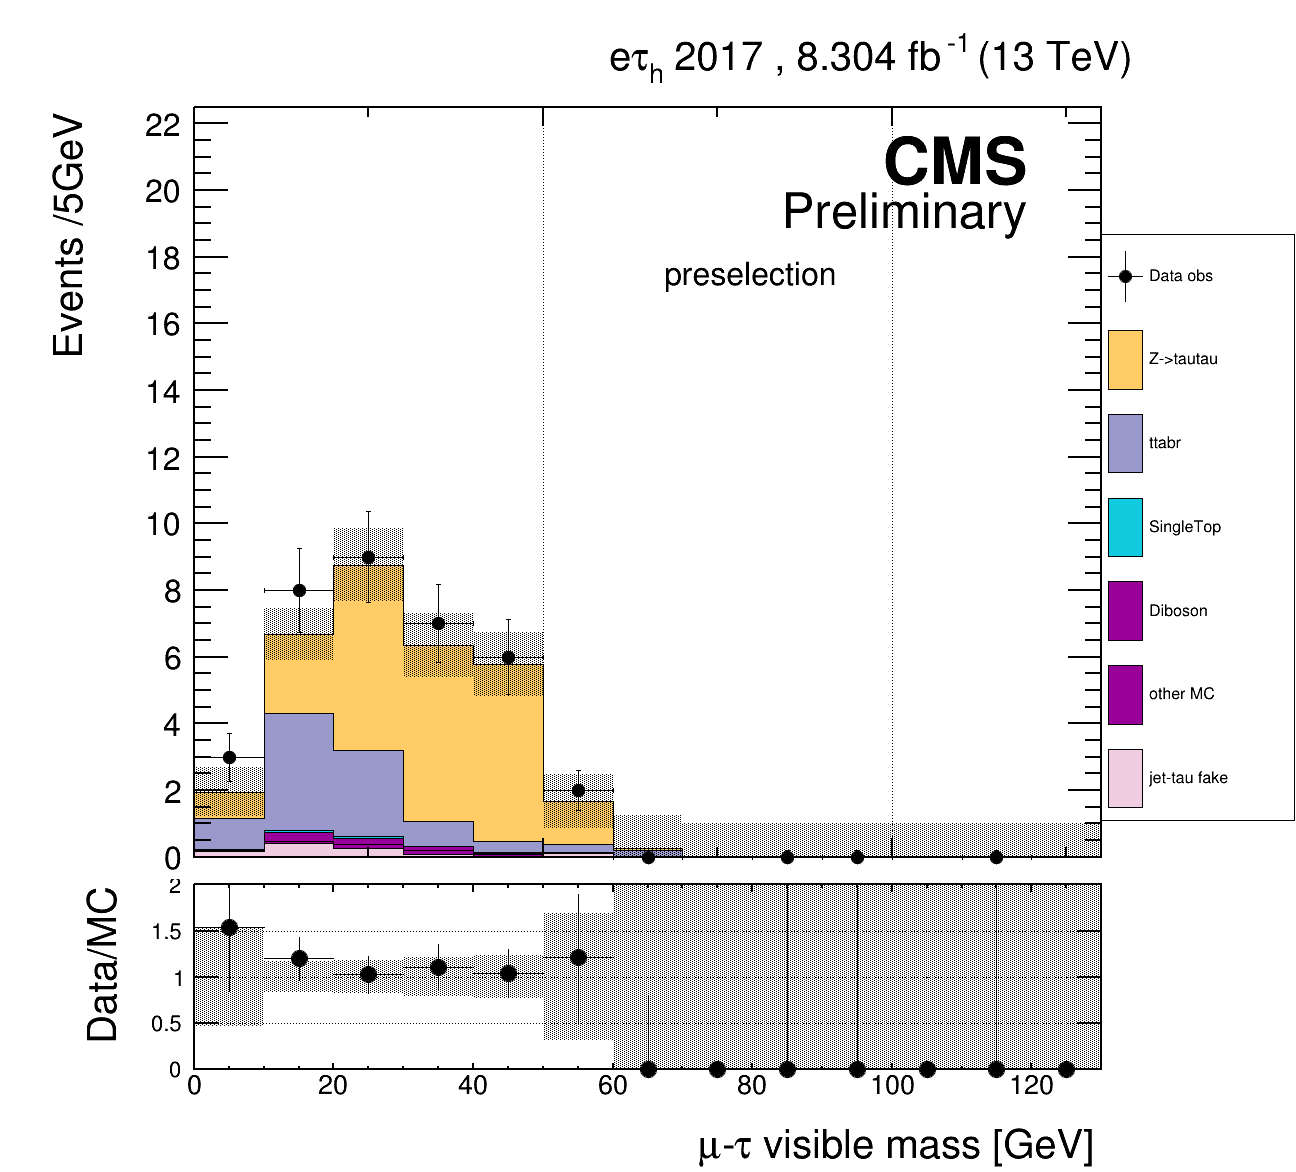 eτh 2017 , 8.304 fb-1 (13 TeV)
Events /5GeV
22
20
18
16
14
12
10
8
6
4
2
0
CMS
Preliminary
preselection
Data obs
Z->tautau
ttabr
SingleTop
Diboson
other MC
jet-tau fake
Data/MC
2
1.5
1
0.5
0
0 20 40 60 80 100 120
μ-τ visible mass [GeV]